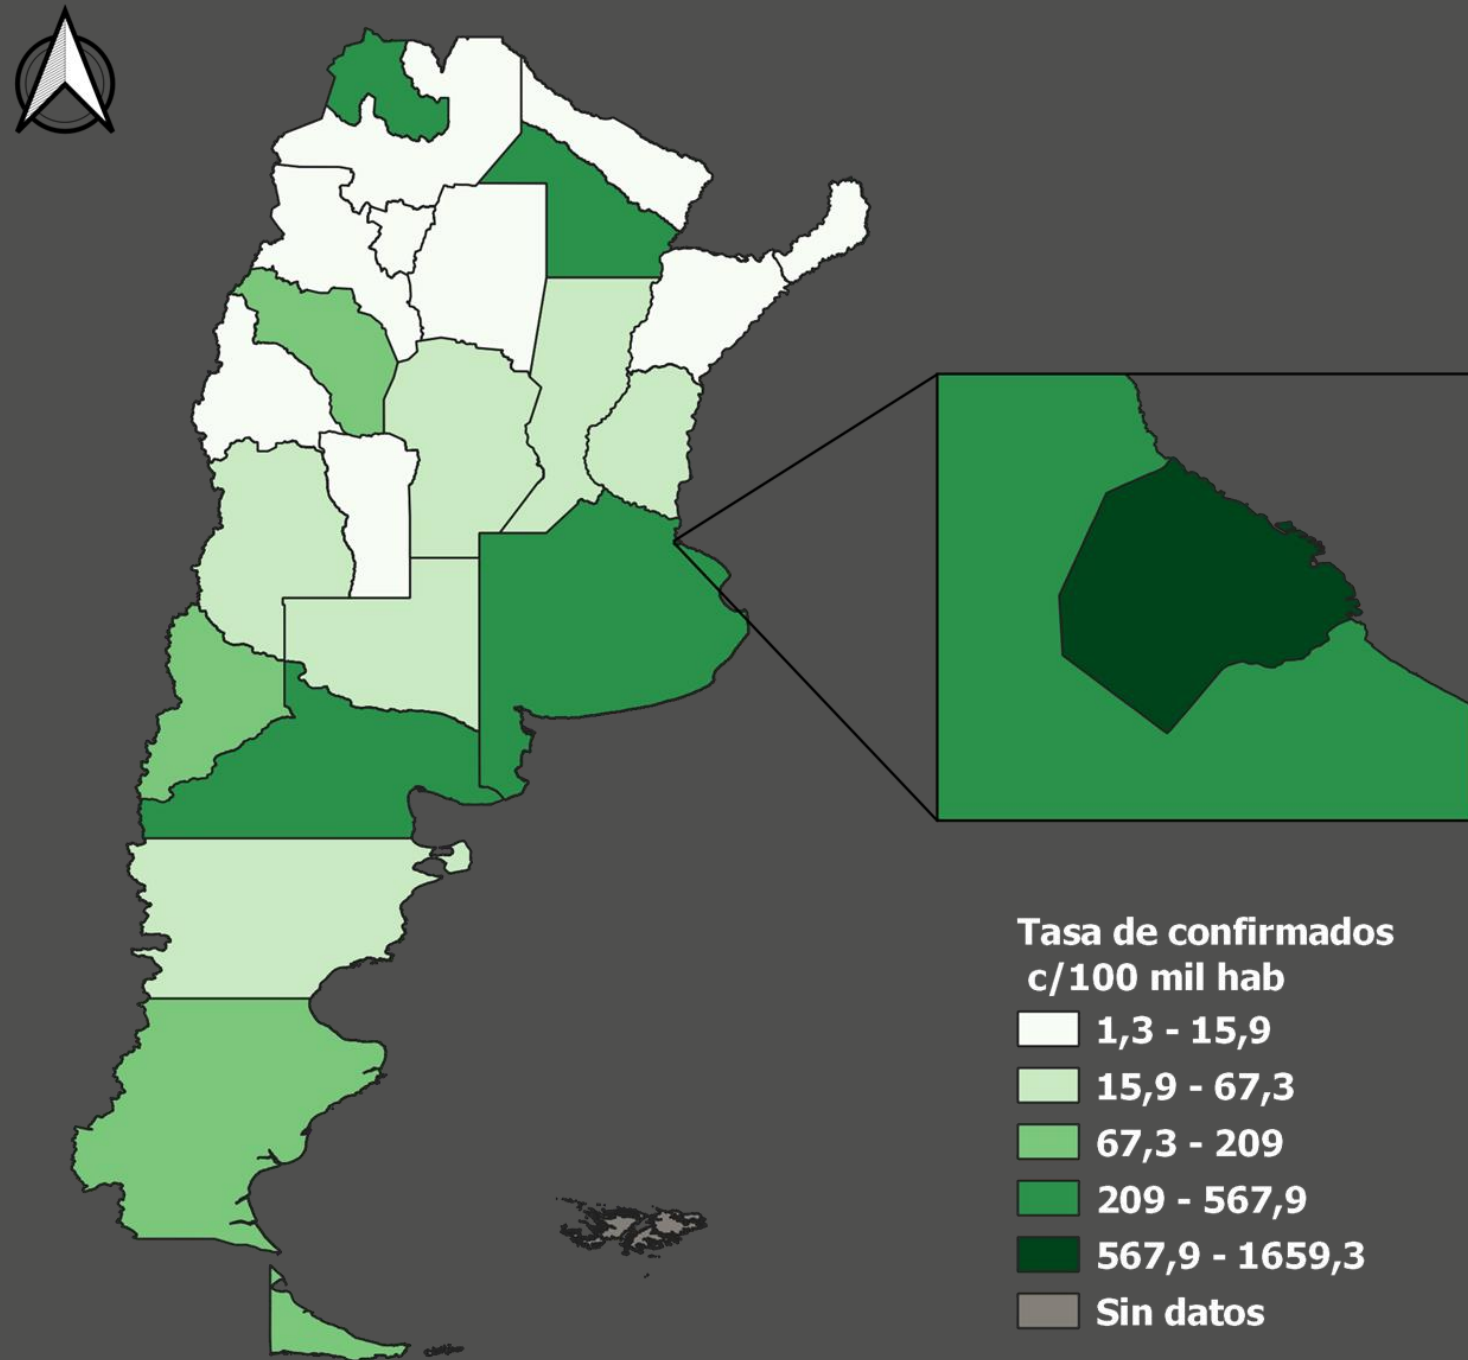 Tasa de confirmados
c/100 mil hab
1,3 - 15,9
15,9 - 67,3
67,3 - 209
209 - 567,9
567,9 - 1659,3
Sin datos